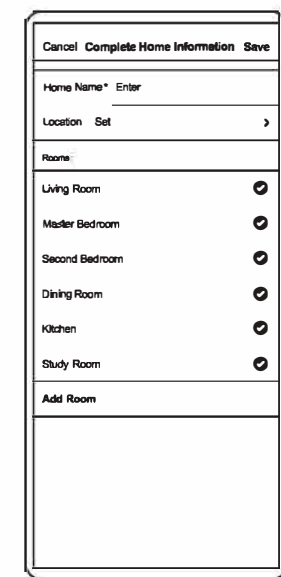 Cancel Complete Home Information Save
Home Name* Enter
Location Set
Rooms
Living Room
Master Bedroom
Second Bedroom
Dining Room
Kitchen
Study Room
Add Room